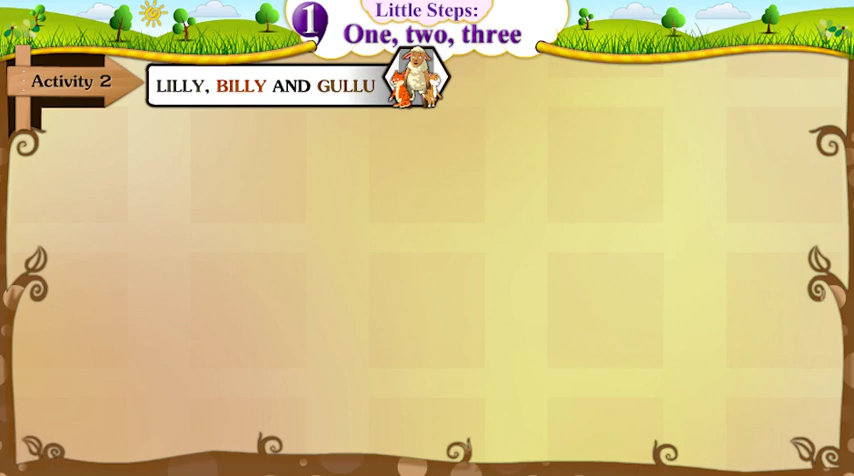 1
Little Steps:
One, two, three
Activity 2
LILLY, BILLY AND GULLU